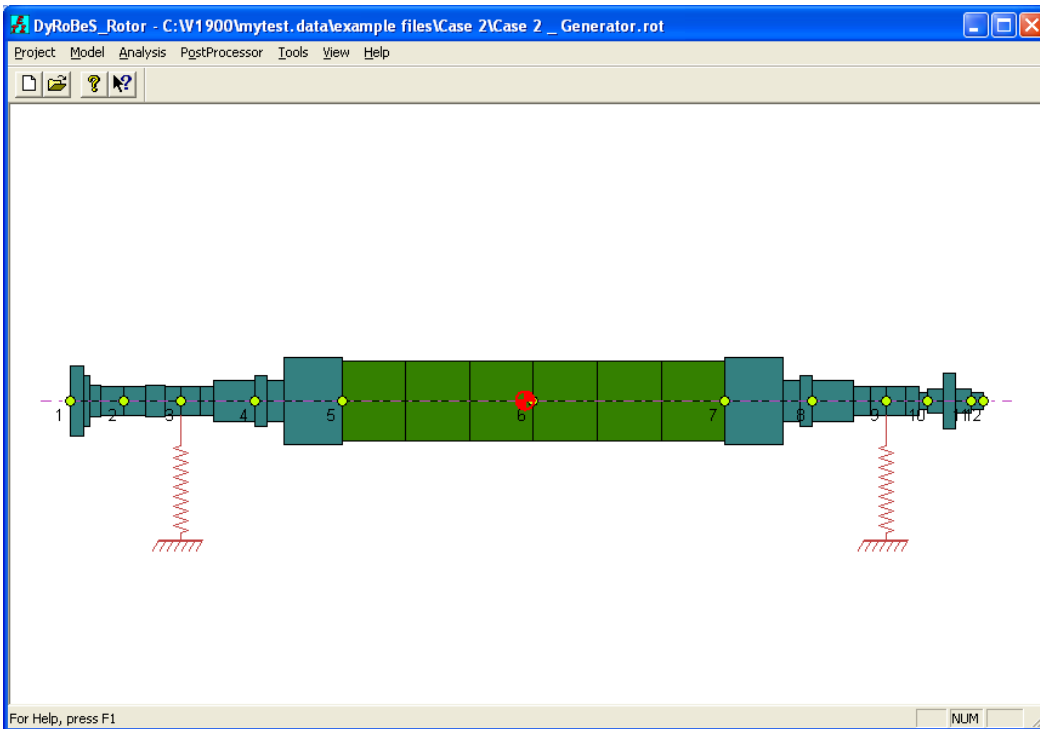 DyRoBeS_Rotor - C:\V1900\mytest.data\example files\Case 2\Case 2 _ Generator.rot
Project Model Analysis PostProcessor Tools View Help
1 2 3 4 5 6 7 8 9 10 11 12
For Help, press F1 NUM